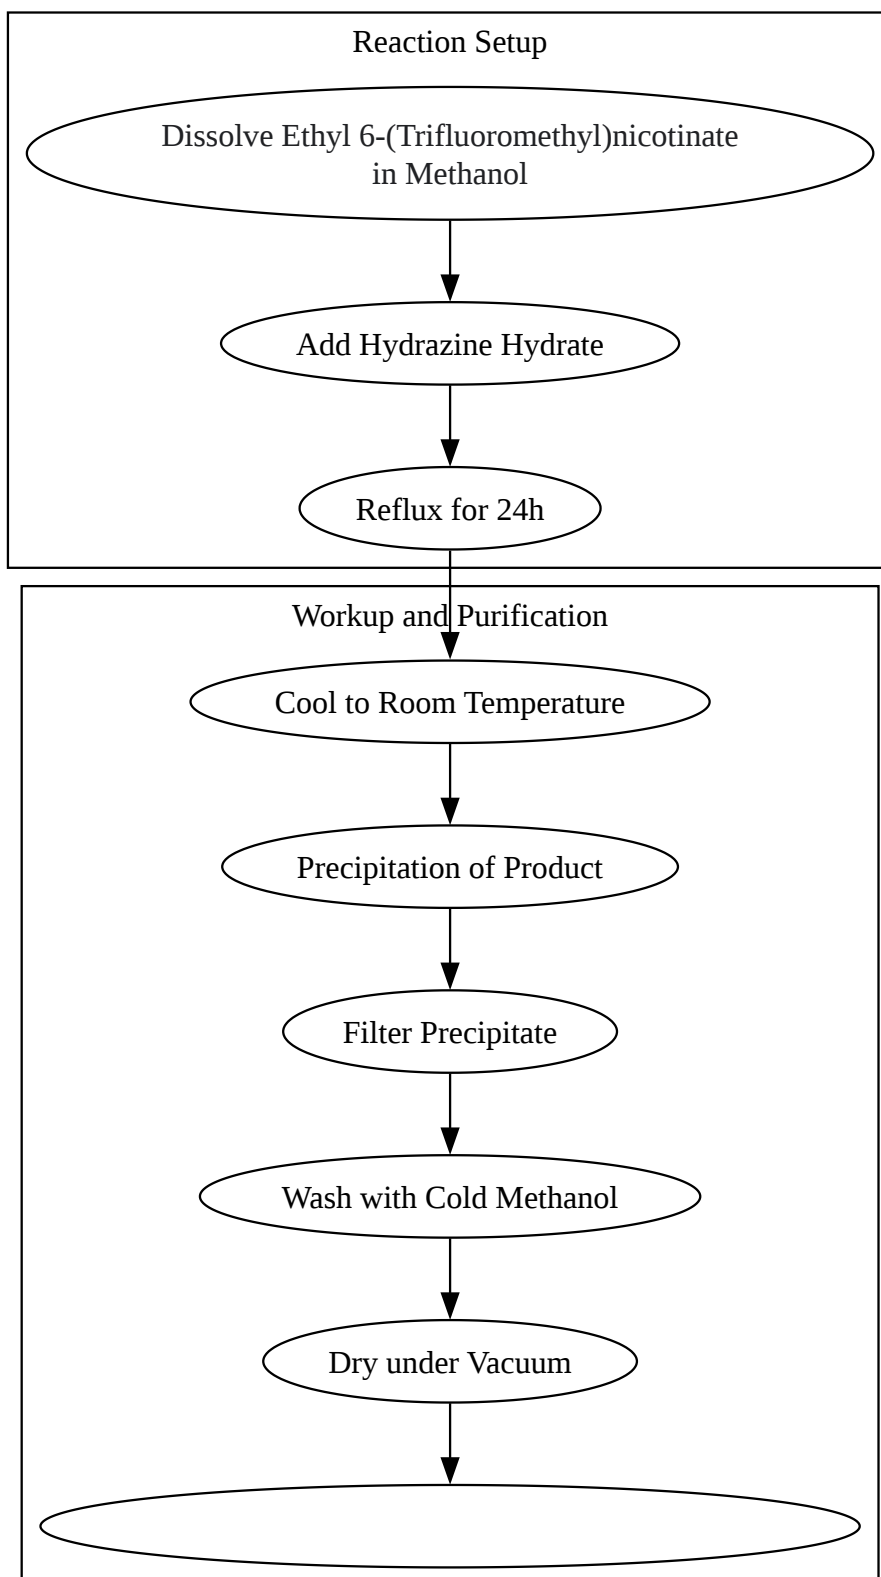 Reaction Setup
Dissolve Ethyl 6-(Trifluoromethyl)nicotinate
in Methanol
Add Hydrazine Hydrate
Reflux for 24h
Workup and Purification
Cool to Room Temperature
Precipitation of Product
Filter Precipitate
Wash with Cold Methanol
Dry under Vacuum